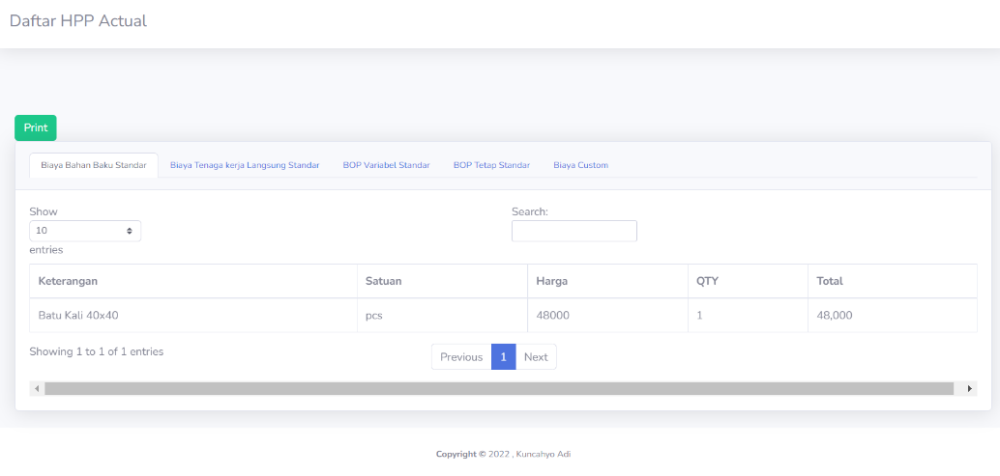 Daftar HPP Actual
Print
Biaya Bahan Baku Standar Biaya Tenaga kerja Langsung Standar BOP Variabel Standar BOP Tetap Standar Biaya Custom
Show Search:
10
entries
Keterangan Satuan Harga QTY Total
Batu Kali 40x40 pcs 48000 1 48,000
Showing 1 to 1 of 1 entries Previous 1 Next
Copyright © 2022 , Kuncahyo Adi